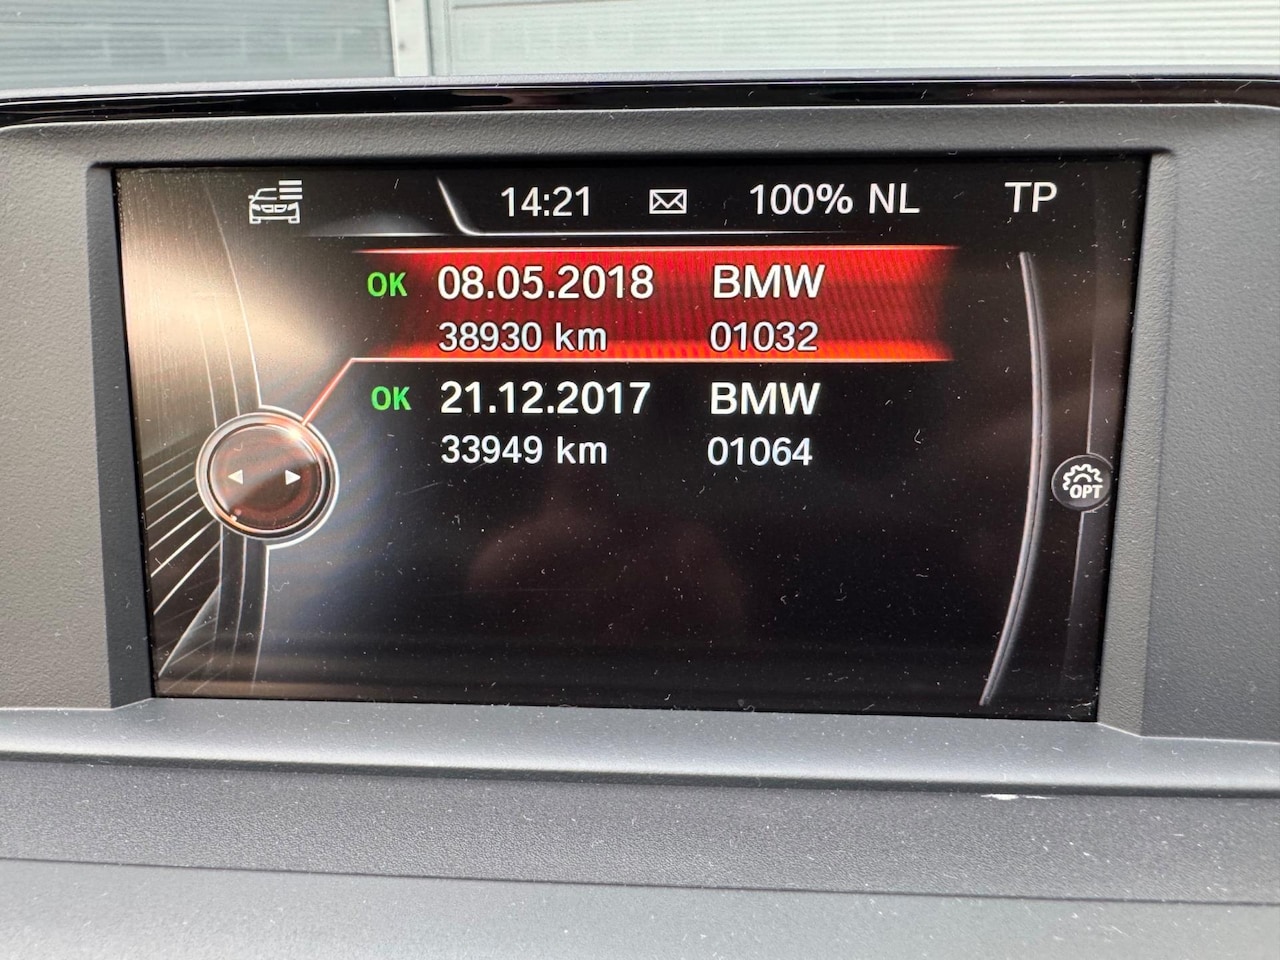 14:21 100% NL TP
OK 08.05.2018 BMW
38930 km 01032
OK 21.12.2017 BMW
33949 km 01064
OPT